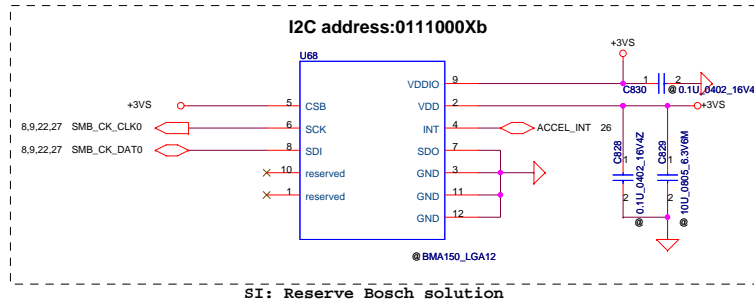 I2C address:0111000Xb
U68
+3VS
VDDIO 9
C830 1 2 @ 0.1U_0402_16V4
+3VS 5 CSB
VDD 2 +3VS
8,9,22,27 SMB_CK_CLK0 6 SCK
INT 4 ACCEL_INT 26
8,9,22,27 SMB_CK_DAT0 8 SDI
SDO 7
10 reserved
GND 3
1 reserved
GND 11
GND 12
C828 1 2 @ 0.1U_0402_16V4Z
C829 1 2 @ 10U_0805_6.3V6M
@ BMA150_LGA12
SI: Reserve Bosch solution